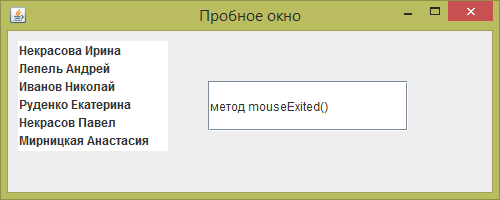 Пробное окно
Некрасова Ирина
Лепель Андрей
Иванов Николай
Руденко Екатерина
Некрасов Павел
Мирницкая Анастасия
метод mouseExited()